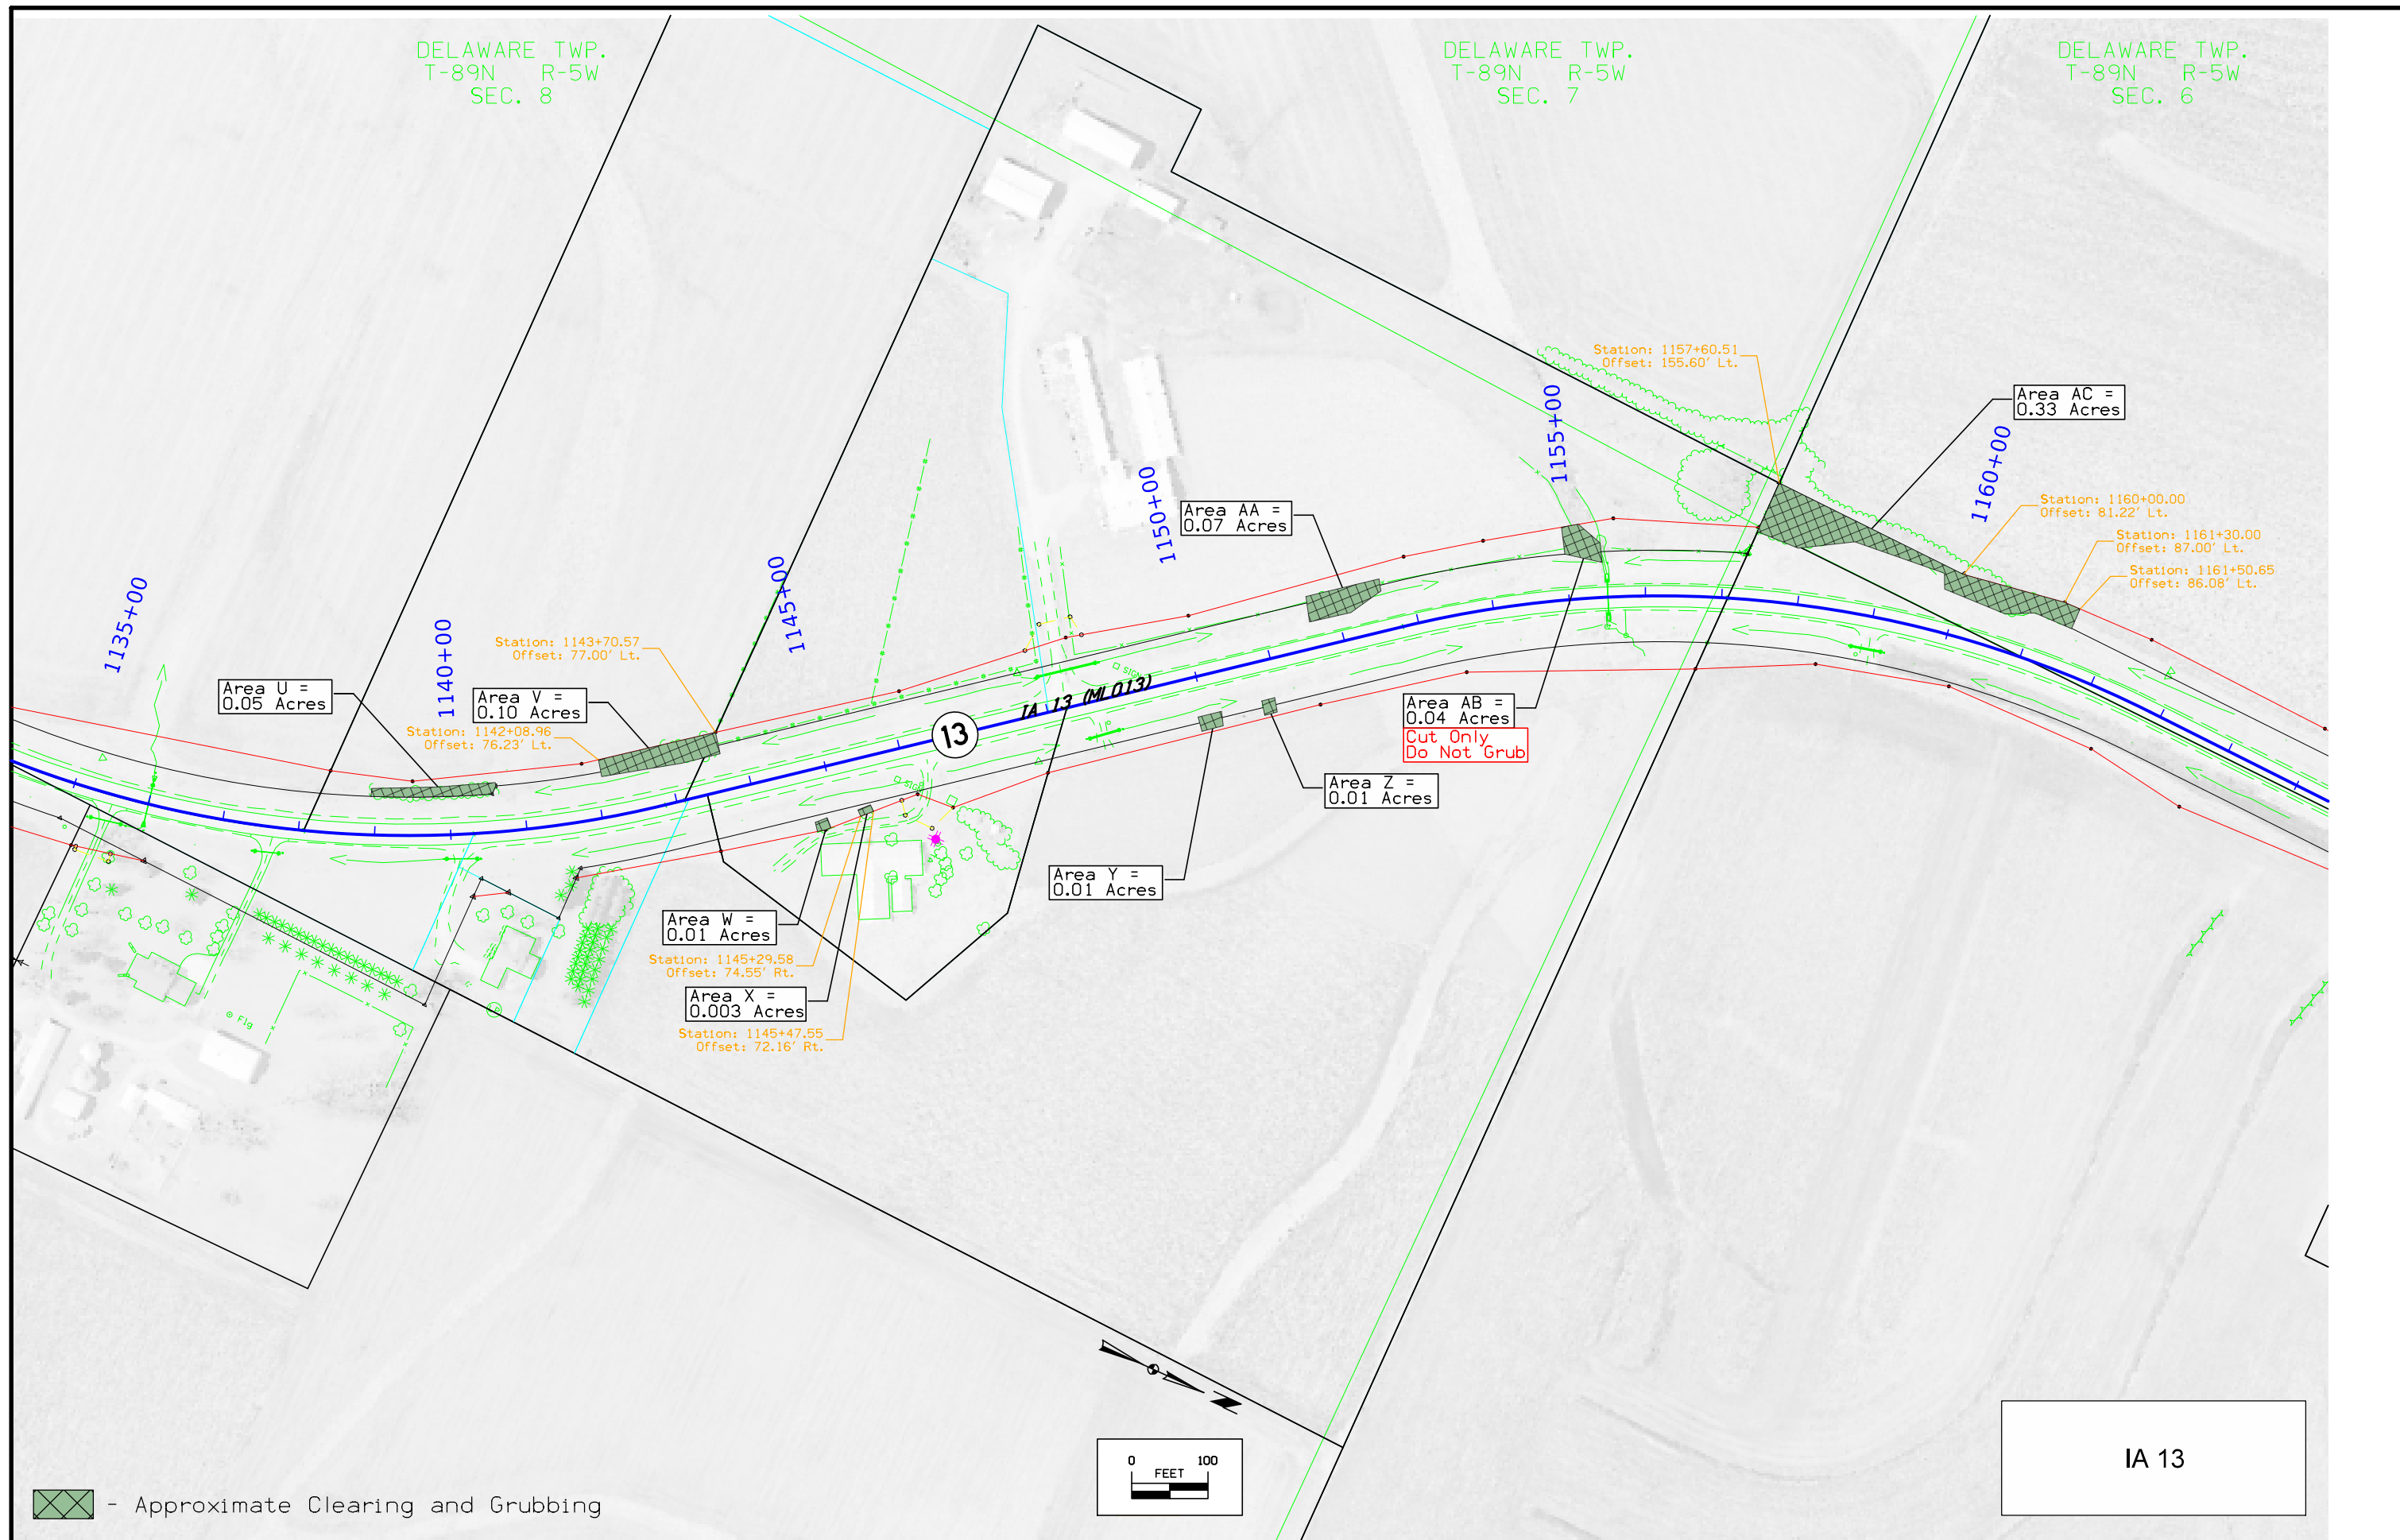 DELAWARE TWP.
T-89N R-5W
SEC. 8
DELAWARE TWP.
T-89N R-5W
SEC. 7
DELAWARE TWP.
T-89N R-5W
SEC. 6
Station: 1157+60.51
Offset: 155.60' Lt.
Area AC =
0.33 Acres
1155+00
1160+00
Station: 1160+00.00
Offset: 81.22' Lt.
Station: 1161+30.00
Offset: 87.00' Lt.
Station: 1161+50.65
Offset: 86.08' Lt.
1150+00
Area AA =
0.07 Acres
1135+00
1140+00
1145+00
Station: 1143+70.57
Offset: 77.00' Lt.
Area U =
0.05 Acres
Area V =
0.10 Acres
Station: 1142+08.96
Offset: 76.23' Lt.
IA 13 (ML013)
13
SIGN
Area AB =
0.04 Acres
Cut Only
Do Not Grub
Area Z =
0.01 Acres
Area Y =
0.01 Acres
Area W =
0.01 Acres
Station: 1145+29.58
Offset: 74.55' Rt.
Area X =
0.003 Acres
Station: 1145+47.55
Offset: 72.16' Rt.
Flg
N
0 100
FEET
IA 13
- Approximate Clearing and Grubbing